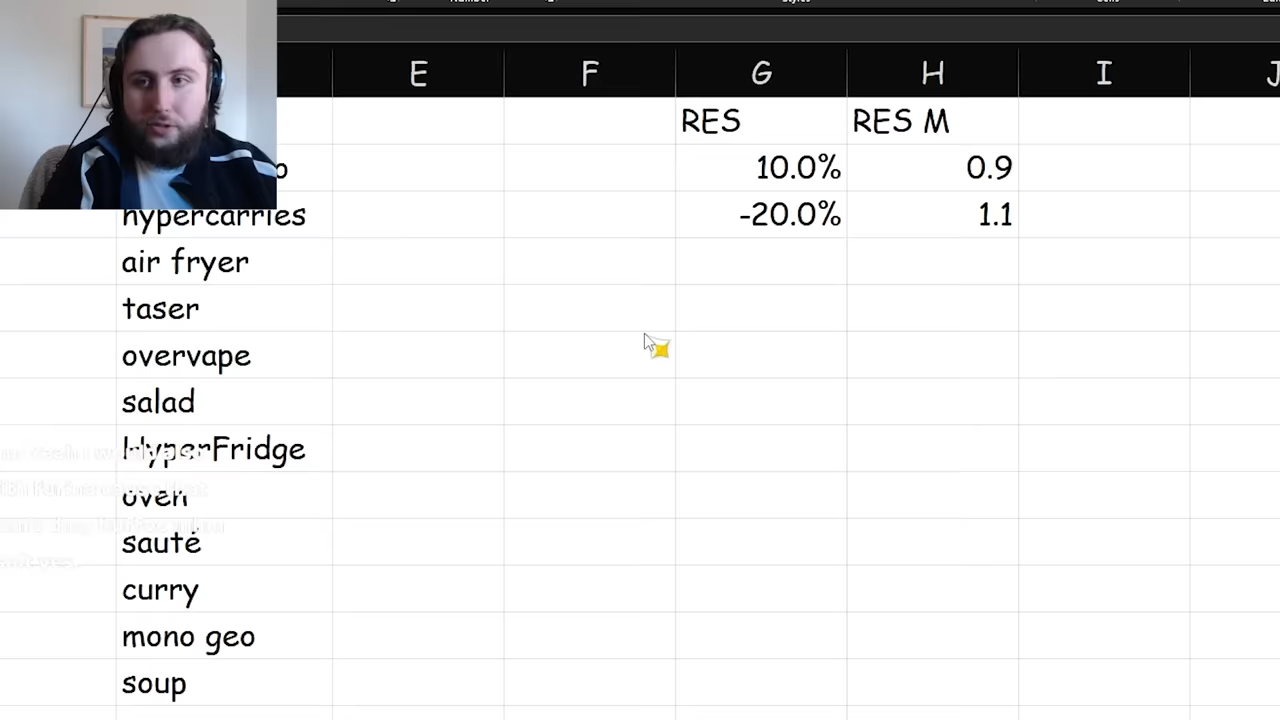 E F G H I J
RES RES M
10.0% 0.9
hypercarries -20.0% 1.1
air fryer
taser
overvape
salad
HyperFridge
oven
sauté
curry
mono geo
soup